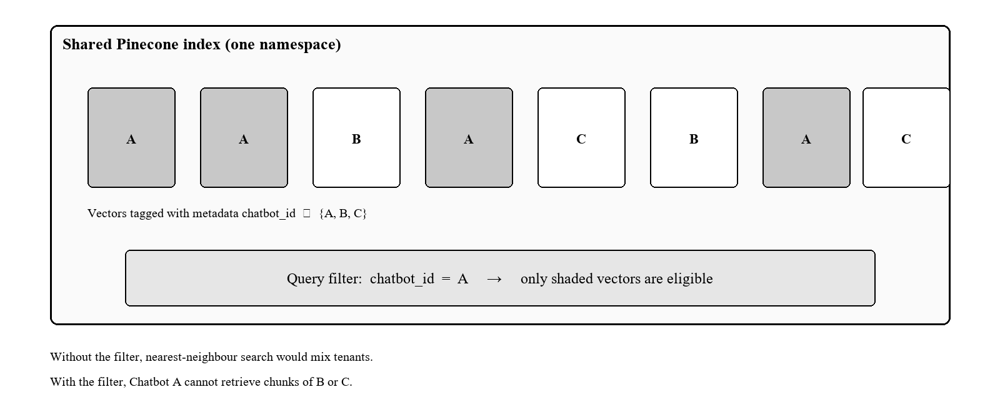 Shared Pinecone index (one namespace)
A A B A C B A C
Vectors tagged with metadata chatbot_id □ {A, B, C}
Query filter: chatbot_id = A → only shaded vectors are eligible
Without the filter, nearest-neighbour search would mix tenants.
With the filter, Chatbot A cannot retrieve chunks of B or C.